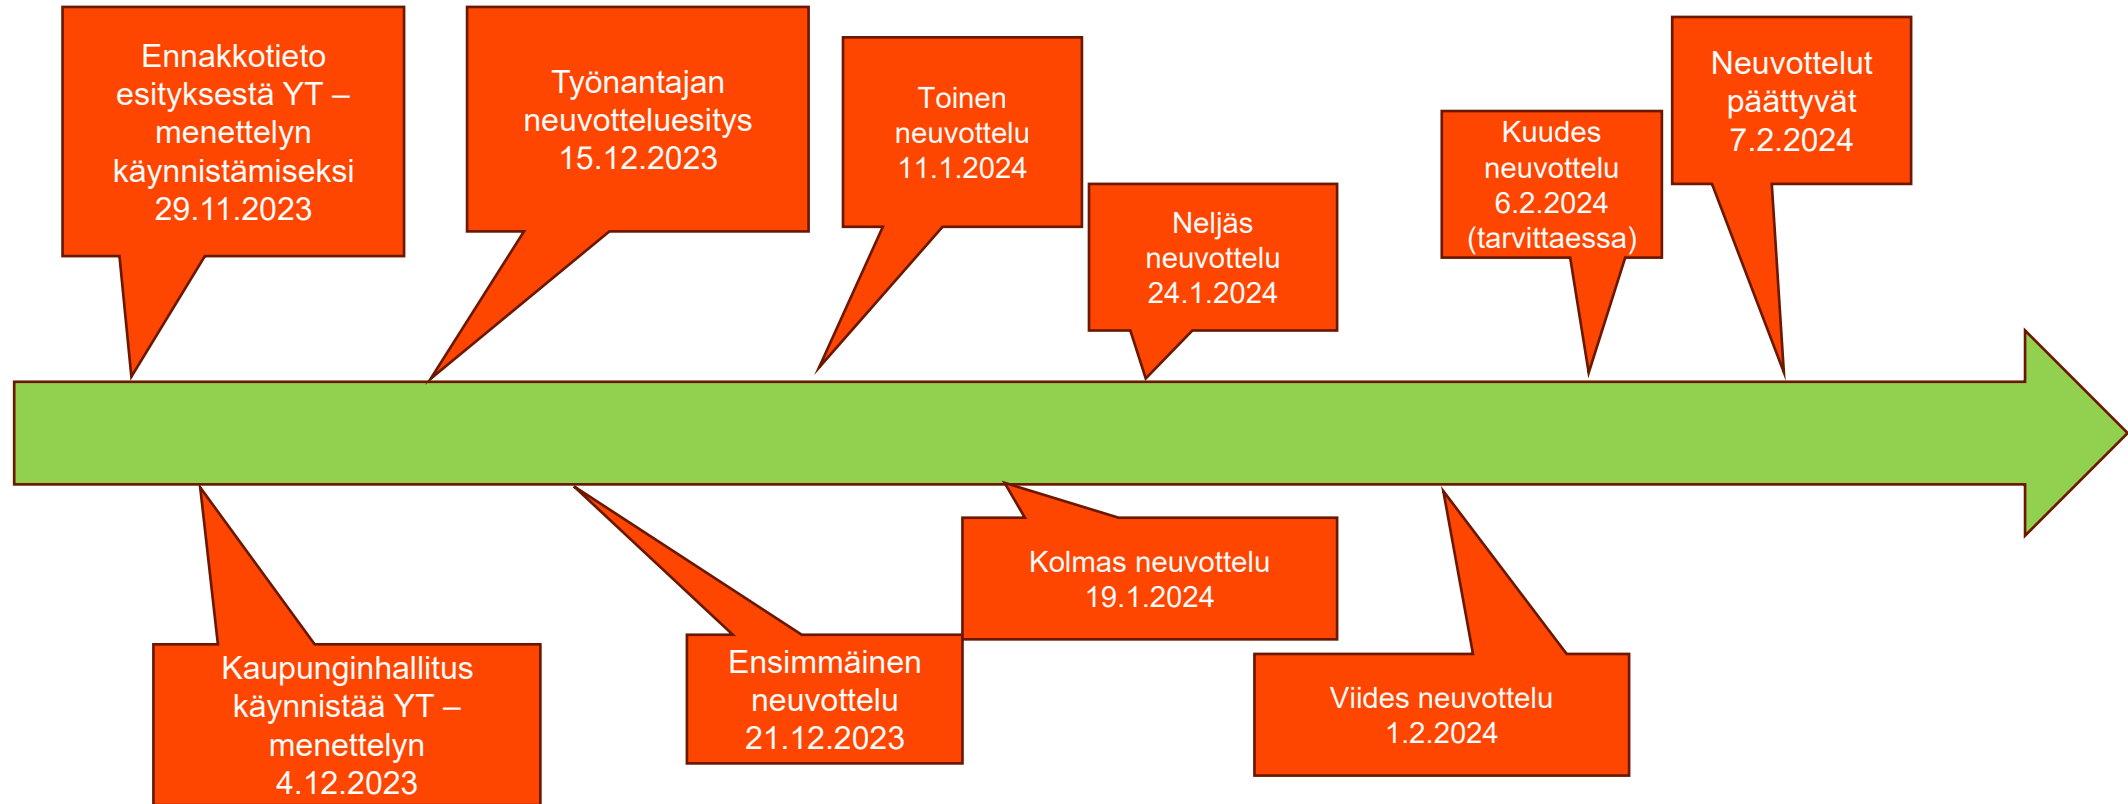 Ennakkotieto
esityksestä YT –
menettelyn
käynnistämiseksi
29.11.2023
Työnantajan
neuvotteluesitys
15.12.2023
Toinen
neuvottelu
11.1.2024
Neljäs
neuvottelu
24.1.2024
Kuudes
neuvottelu
6.2.2024
(tarvittaessa)
Neuvottelut
päättyvät
7.2.2024
Kaupunginhallitus
käynnistää YT –
menettelyn
4.12.2023
Ensimmäinen
neuvottelu
21.12.2023
Kolmas neuvottelu
19.1.2024
Viides neuvottelu
1.2.2024